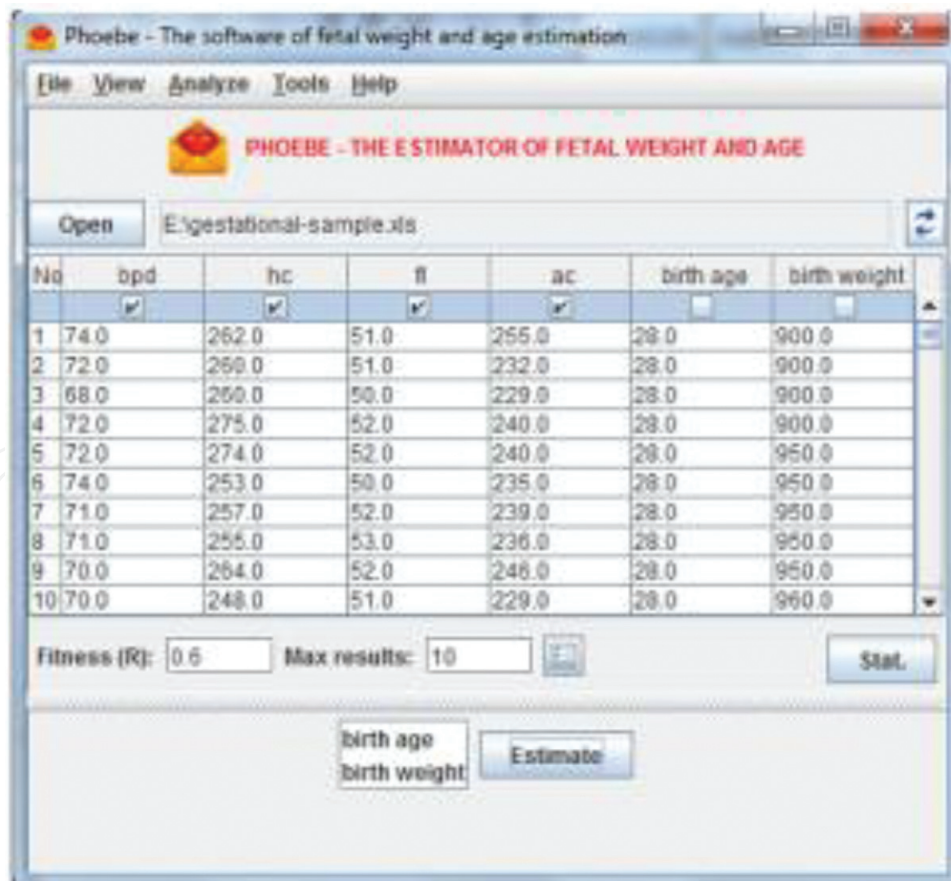 Phoebe - The software of fetal weight and age estimation
File View Analyze Tools Help
PHOEBE - THE ESTIMATOR OF FETAL WEIGHT AND AGE
Open E:\gestational-sample.xls
No bpd hc fl ac birth age birth weight
1 74.0 262.0 51.0 255.0 28.0 900.0
2 72.0 260.0 51.0 232.0 28.0 900.0
3 68.0 260.0 50.0 229.0 28.0 900.0
4 72.0 275.0 52.0 240.0 28.0 900.0
5 72.0 274.0 52.0 240.0 28.0 950.0
6 74.0 253.0 50.0 235.0 28.0 950.0
7 71.0 257.0 52.0 239.0 28.0 950.0
8 71.0 255.0 53.0 236.0 28.0 950.0
9 70.0 264.0 52.0 246.0 28.0 950.0
10 70.0 248.0 51.0 229.0 28.0 960.0
Fitness (R): 0.6 Max results: 10 Stat.
birth age
birth weight
Estimate